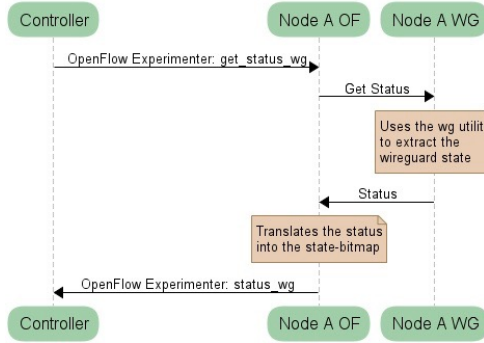 Controller
Node A OF
Node A WG
OpenFlow Experimenter: get_status_wg
Get Status
Uses the wg utilit
to extract the
wireguard state
Status
Translates the status
into the state-bitmap
OpenFlow Experimenter: status_wg
Controller
Node A OF
Node A WG